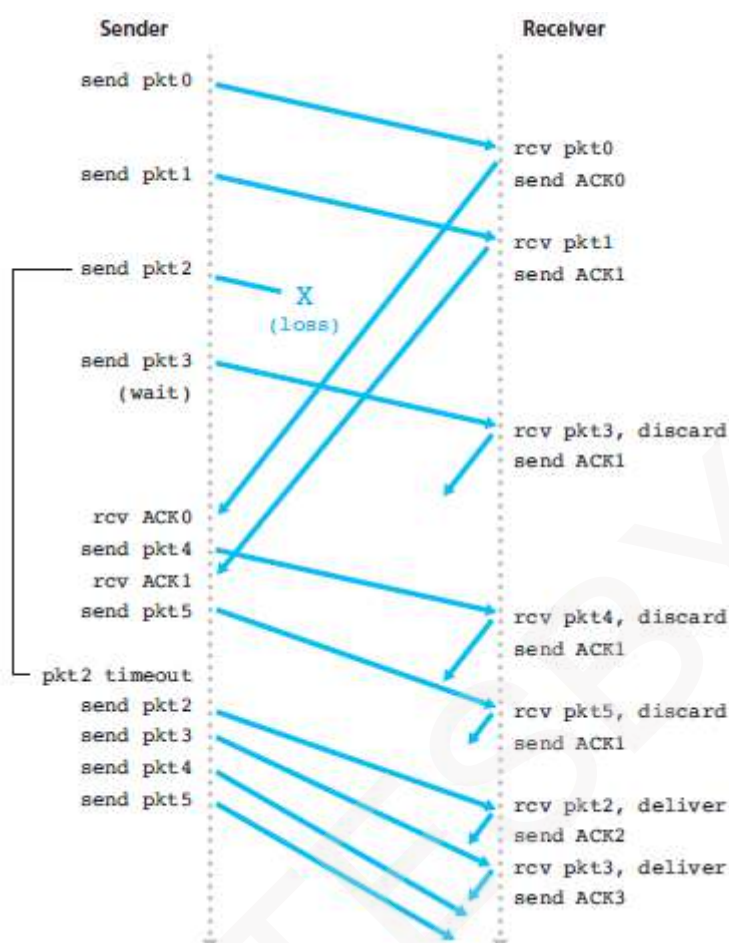 Sender
Receiver
send pkt0
rcv pkt0
send ACK0
send pkt1
rcv pkt1
send ACK1
send pkt2
X
(loss)
send pkt3
(wait)
rcv pkt3, discard
send ACK1
rcv ACK0
send pkt4
rcv ACK1
send pkt5
rcv pkt4, discard
send ACK1
pkt2 timeout
send pkt2
send pkt3
send pkt4
send pkt5
rcv pkt5, discard
send ACK1
rcv pkt2, deliver
send ACK2
rcv pkt3, deliver
send ACK3